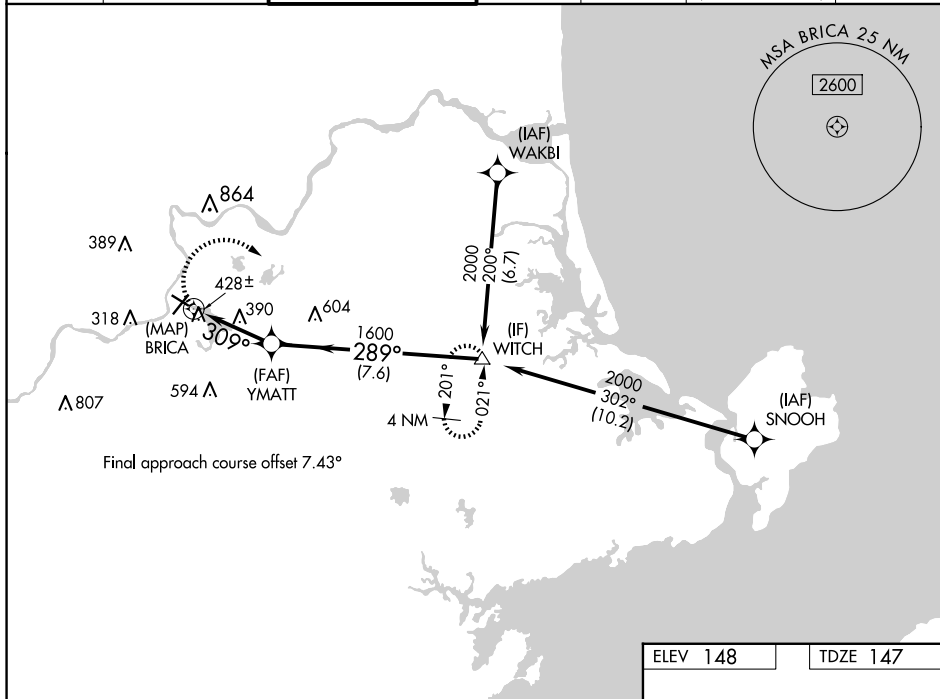 MSA BRICA 25 NM
2600
(IAF)
WAKBI
864
389
2000
200°
(6.7)
428±
390
604
318
(MAP)
BRICA
309°
1600
289°
(7.6)
(IF)
WITCH
(FAF)
YMATT
594
807
201°
021°
4 NM
2000
302°
(10.2)
(IAF)
SNOOH
Final approach course offset 7.43°
ELEV 148
TDZE 147